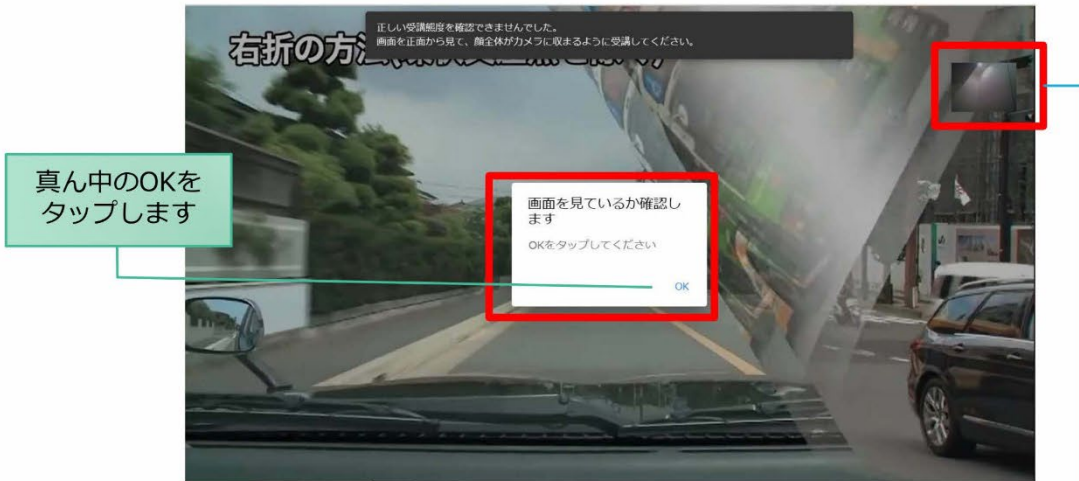 正しい受講態度を確認できませんでした。
画面を正面から見て、顔全体がカメラに収まるように受講してください。
右折の方
真ん中のOKを
タップします
画面を見ているか確認し
ます
OKをタップしてください
OK